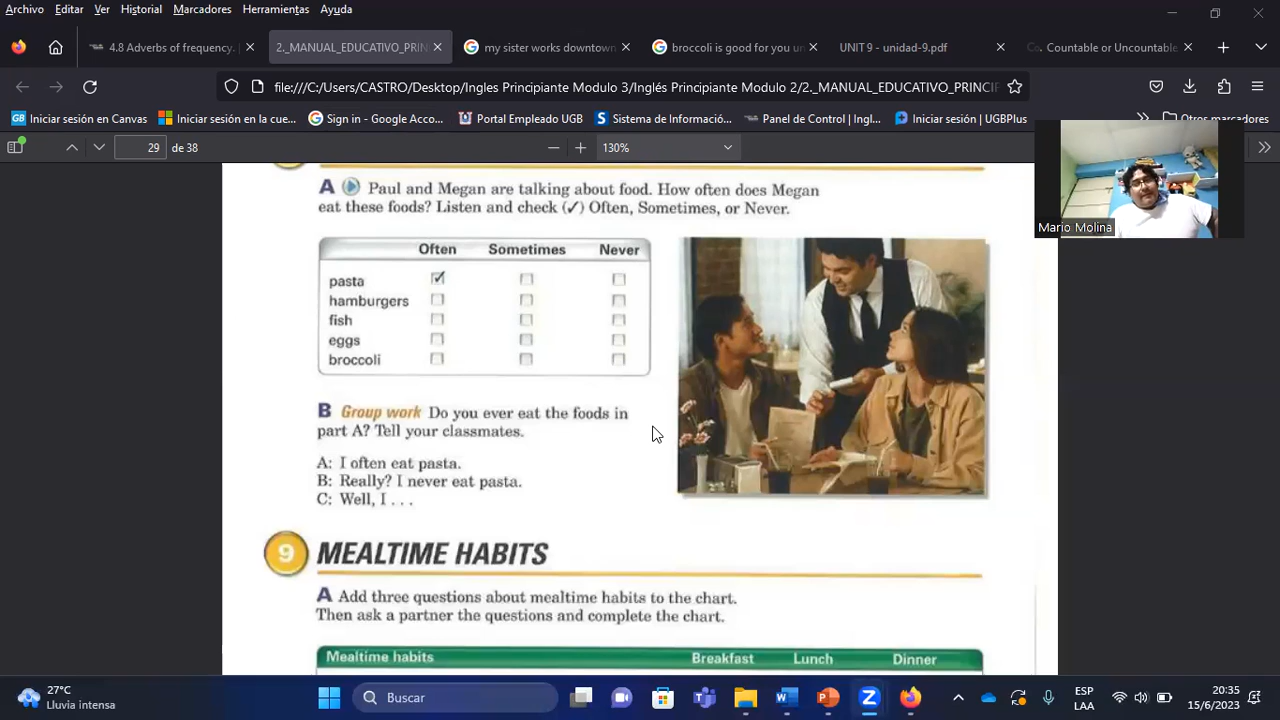 Archivo Editar Ver Historial Marcadores Herramientas Ayuda
4.8 Adverbs of frequency.
2._MANUAL_EDUCATIVO_PRIN
my sister works downtown
broccoli is good for you u
UNIT 9 - unidad-9.pdf
Countable or Uncountable
file:///C:/Users/CASTRO/Desktop/Ingles Principiante Modulo 3/Inglés Principiante Modulo 2/2._MANUAL_EDUCATIVO_PRINCIP
Iniciar sesión en Canvas
Iniciar sesión en la cue...
Sign in - Google Acco...
Portal Empleado UGB
Sistema de Informació...
Panel de Control | Ingl...
Iniciar sesión | UGBPlus
Otros marcadores
29 de 38
130%
A Paul and Megan are talking about food. How often does Megan
eat these foods? Listen and check (✓) Often, Sometimes, or Never.
Often Sometimes Never
pasta
hamburgers
fish
eggs
broccoli
Mario Molina
B Group work Do you ever eat the foods in
part A? Tell your classmates.
A: I often eat pasta.
B: Really? I never eat pasta.
C: Well, I . . .
9 MEALTIME HABITS
A Add three questions about mealtime habits to the chart.
Then ask a partner the questions and complete the chart.
Mealtime habits Breakfast Lunch Dinner
27°C
Lluvia intensa
Buscar
ESP
LAA
20:35
15/6/2023